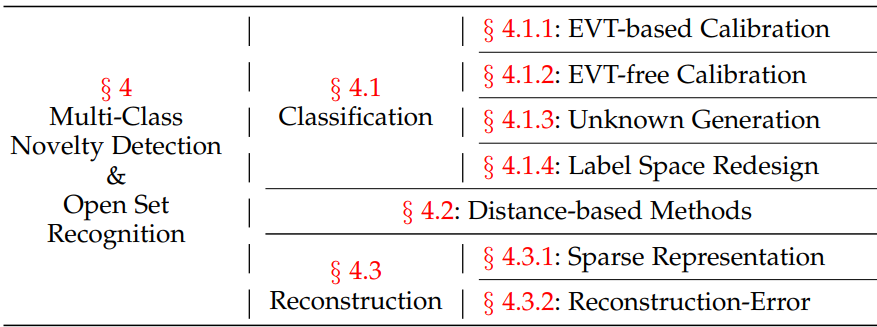 § 4
Multi-Class
Novelty Detection
&
Open Set
Recognition
§ 4.1
Classification
§ 4.1.1: EVT-based Calibration
§ 4.1.2: EVT-free Calibration
§ 4.1.3: Unknown Generation
§ 4.1.4: Label Space Redesign
§ 4.2: Distance-based Methods
§ 4.3
Reconstruction
§ 4.3.1: Sparse Representation
§ 4.3.2: Reconstruction-Error